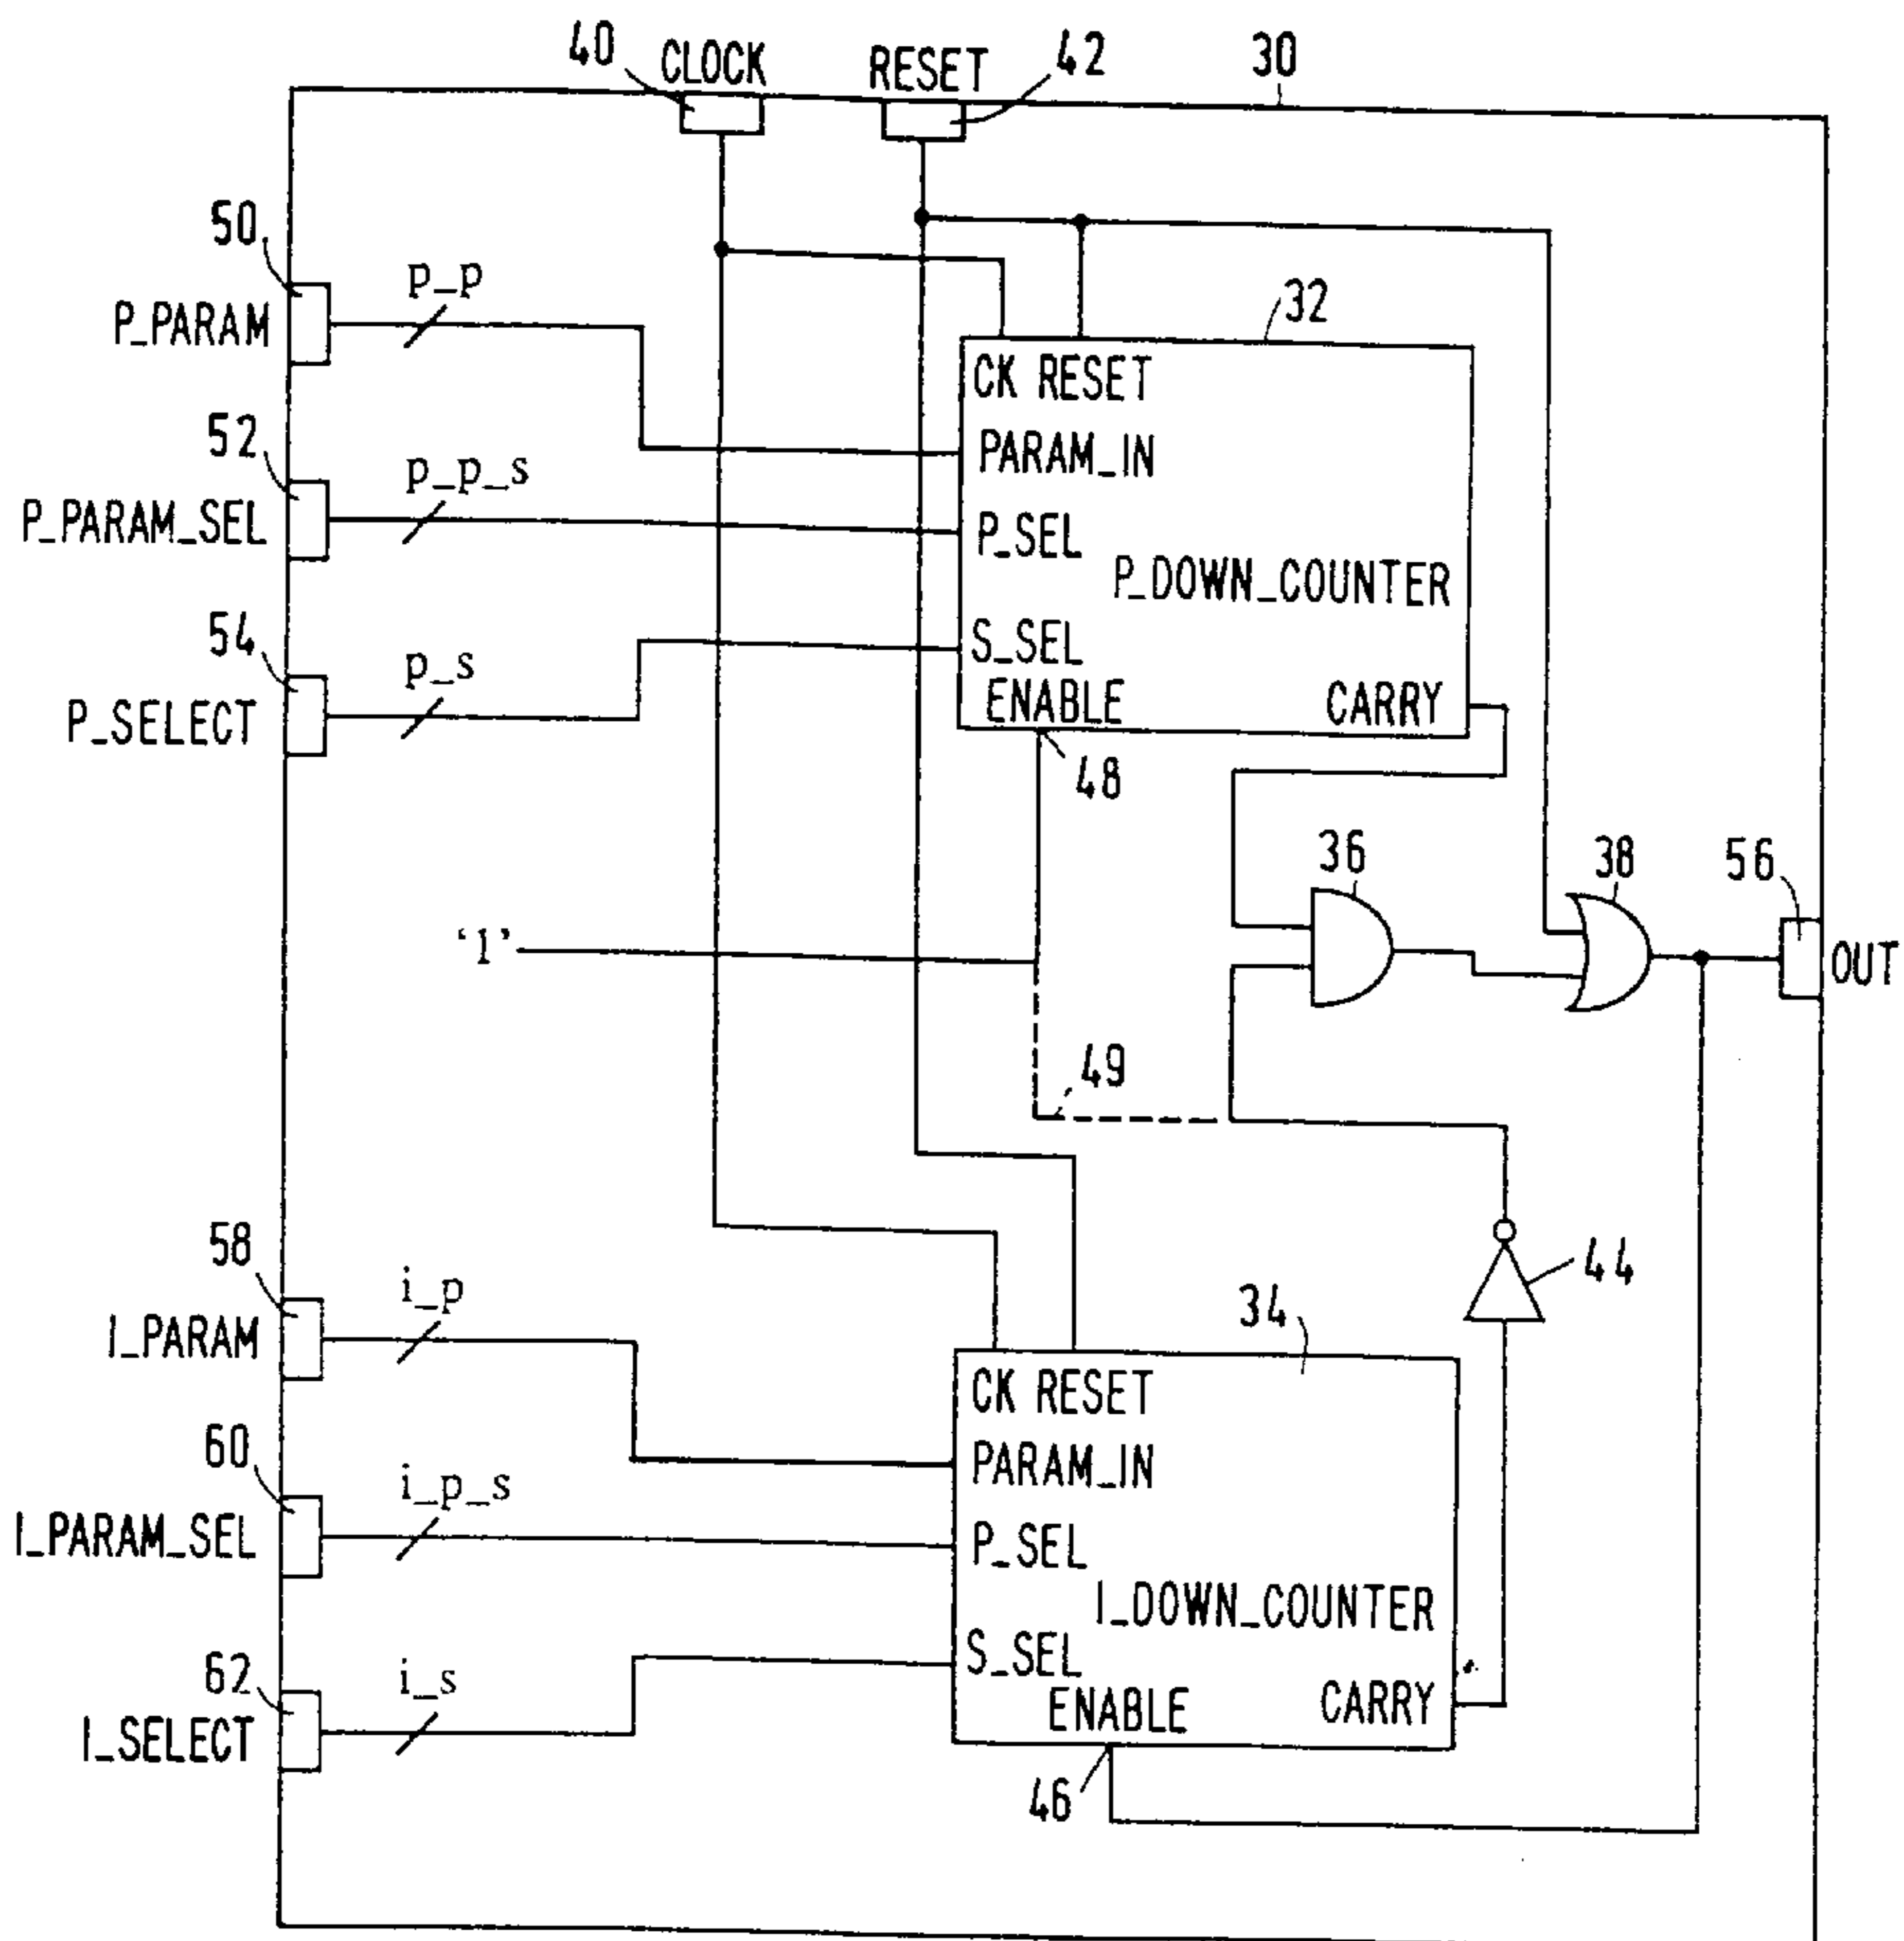 40 CLOCK RESET 42 30
50 p_p
P_PARAM
32
CK RESET
52 p_p_s PARAM_IN
P_PARAM_SEL P_SEL
P_DOWN_COUNTER
54 p_s S_SEL
P_SELECT ENABLE CARRY
48
36 38 56
'1' OUT
49
58 i_p 44
I_PARAM 34
CK RESET
60 i_p_s PARAM_IN
I_PARAM_SEL P_SEL
I_DOWN_COUNTER
62 i_s S_SEL
I_SELECT ENABLE CARRY
46